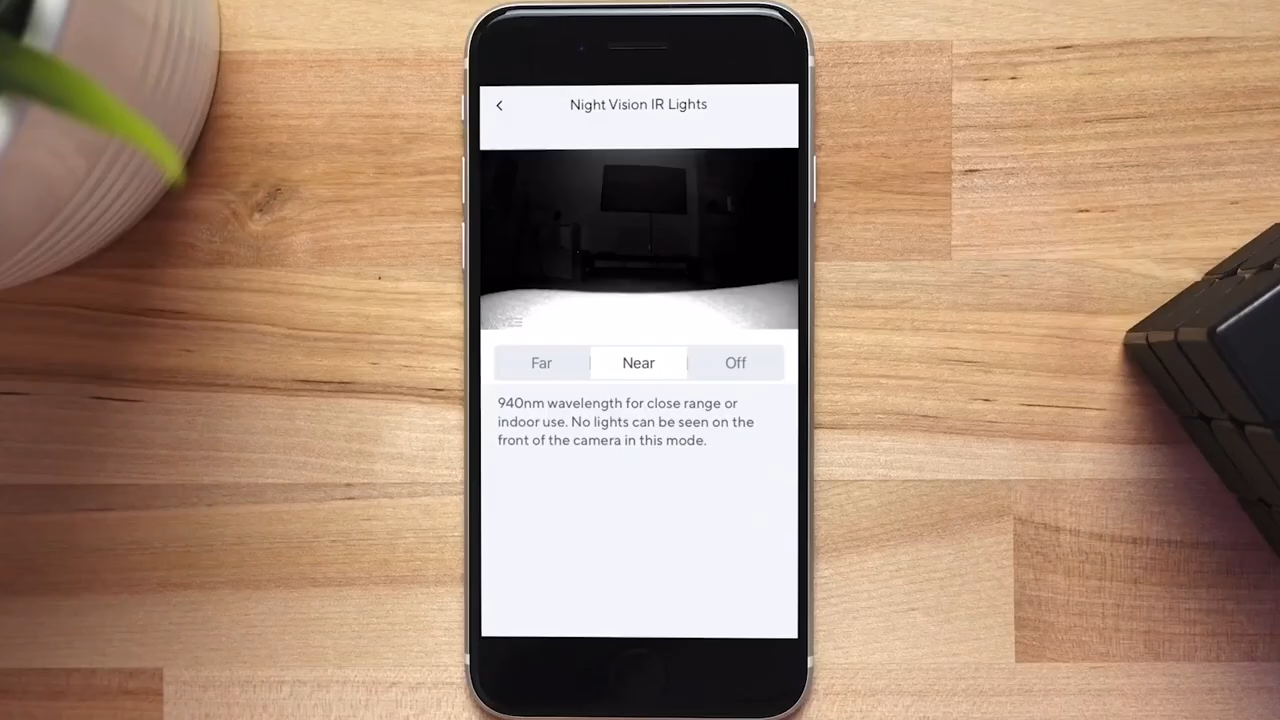 Night Vision IR Lights
Far
Near
Off
940nm wavelength for close range or
indoor use. No lights can be seen on the
front of the camera in this mode.